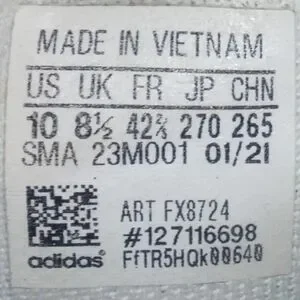 MADE IN VIETNAM
US UK FR JP CHN
10 8½ 42⅔ 270 265
SMA 23M001 01/21
ART FX8724
#127116698
adidas FfTR5HQk00640